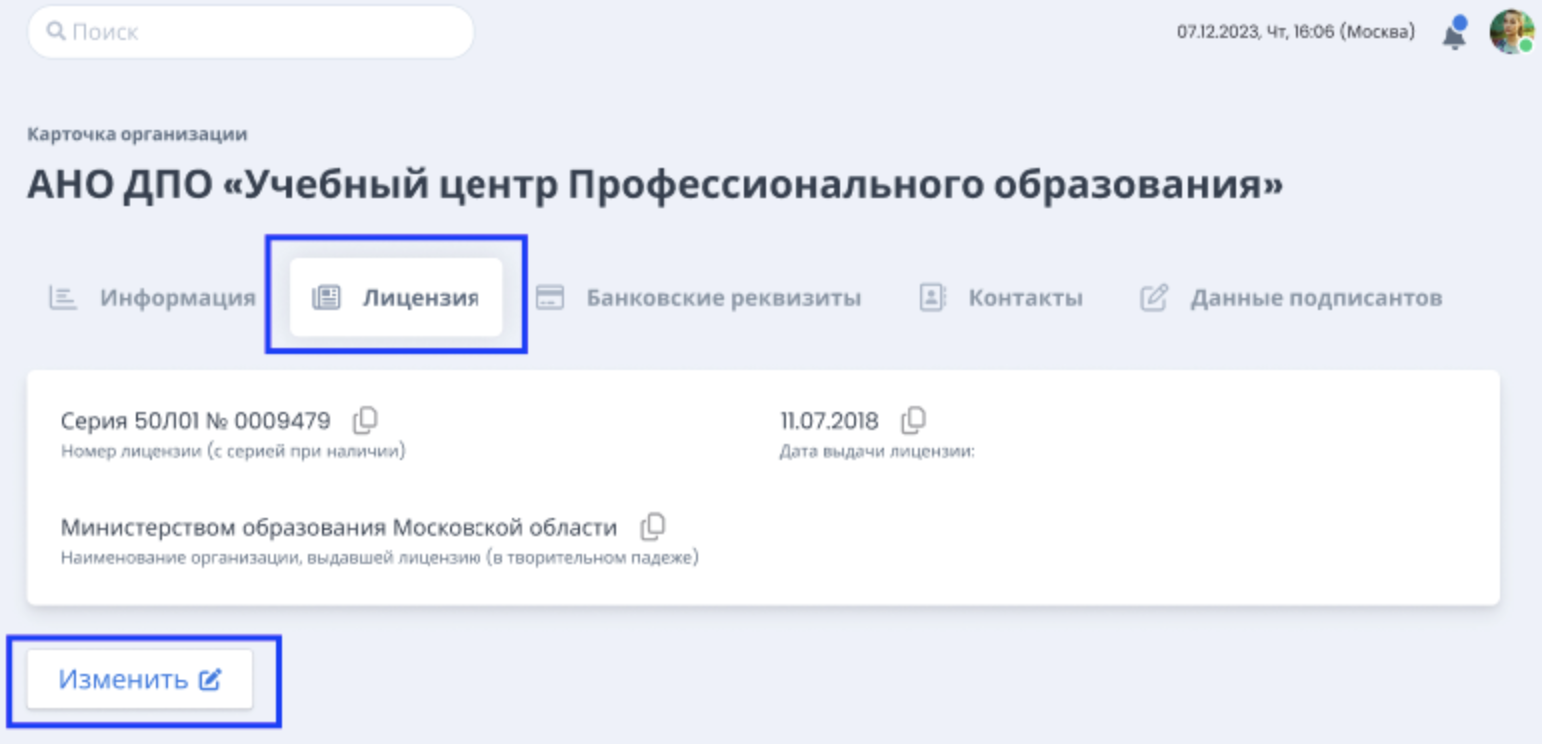 Поиск
07.12.2023, Чт, 16:06 (Москва)
Карточка организации
АНО ДПО «Учебный центр Профессионального образования»
Информация Лицензия Банковские реквизиты Контакты Данные подписантов
Серия 50Л01 № 0009479 11.07.2018
Номер лицензии (с серией при наличии) Дата выдачи лицензии:
Министерством образования Московской области
Наименование организации, выдавшей лицензию (в творительном падеже)
Изменить